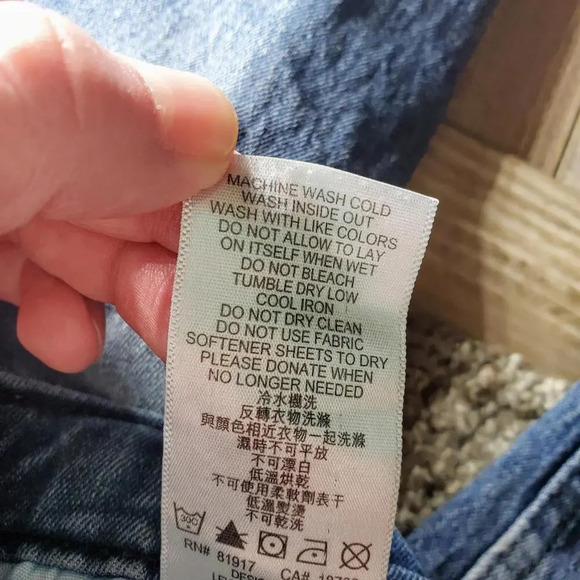 MACHINE WASH COLD
WASH INSIDE OUT
WASH WITH LIKE COLORS
DO NOT ALLOW TO LAY
ON ITSELF WHEN WET
DO NOT BLEACH
TUMBLE DRY LOW
COOL IRON
DO NOT DRY CLEAN
DO NOT USE FABRIC
SOFTENER SHEETS TO DRY
PLEASE DONATE WHEN
NO LONGER NEEDED
冷水機洗
反轉衣物洗滌
與顏色相近衣物一起洗滌
濕時不可平放
不可漂白
低溫烘乾
不可使用柔軟劑表干
低溫熨燙
不可乾洗
30C
RN# 81917 CA#